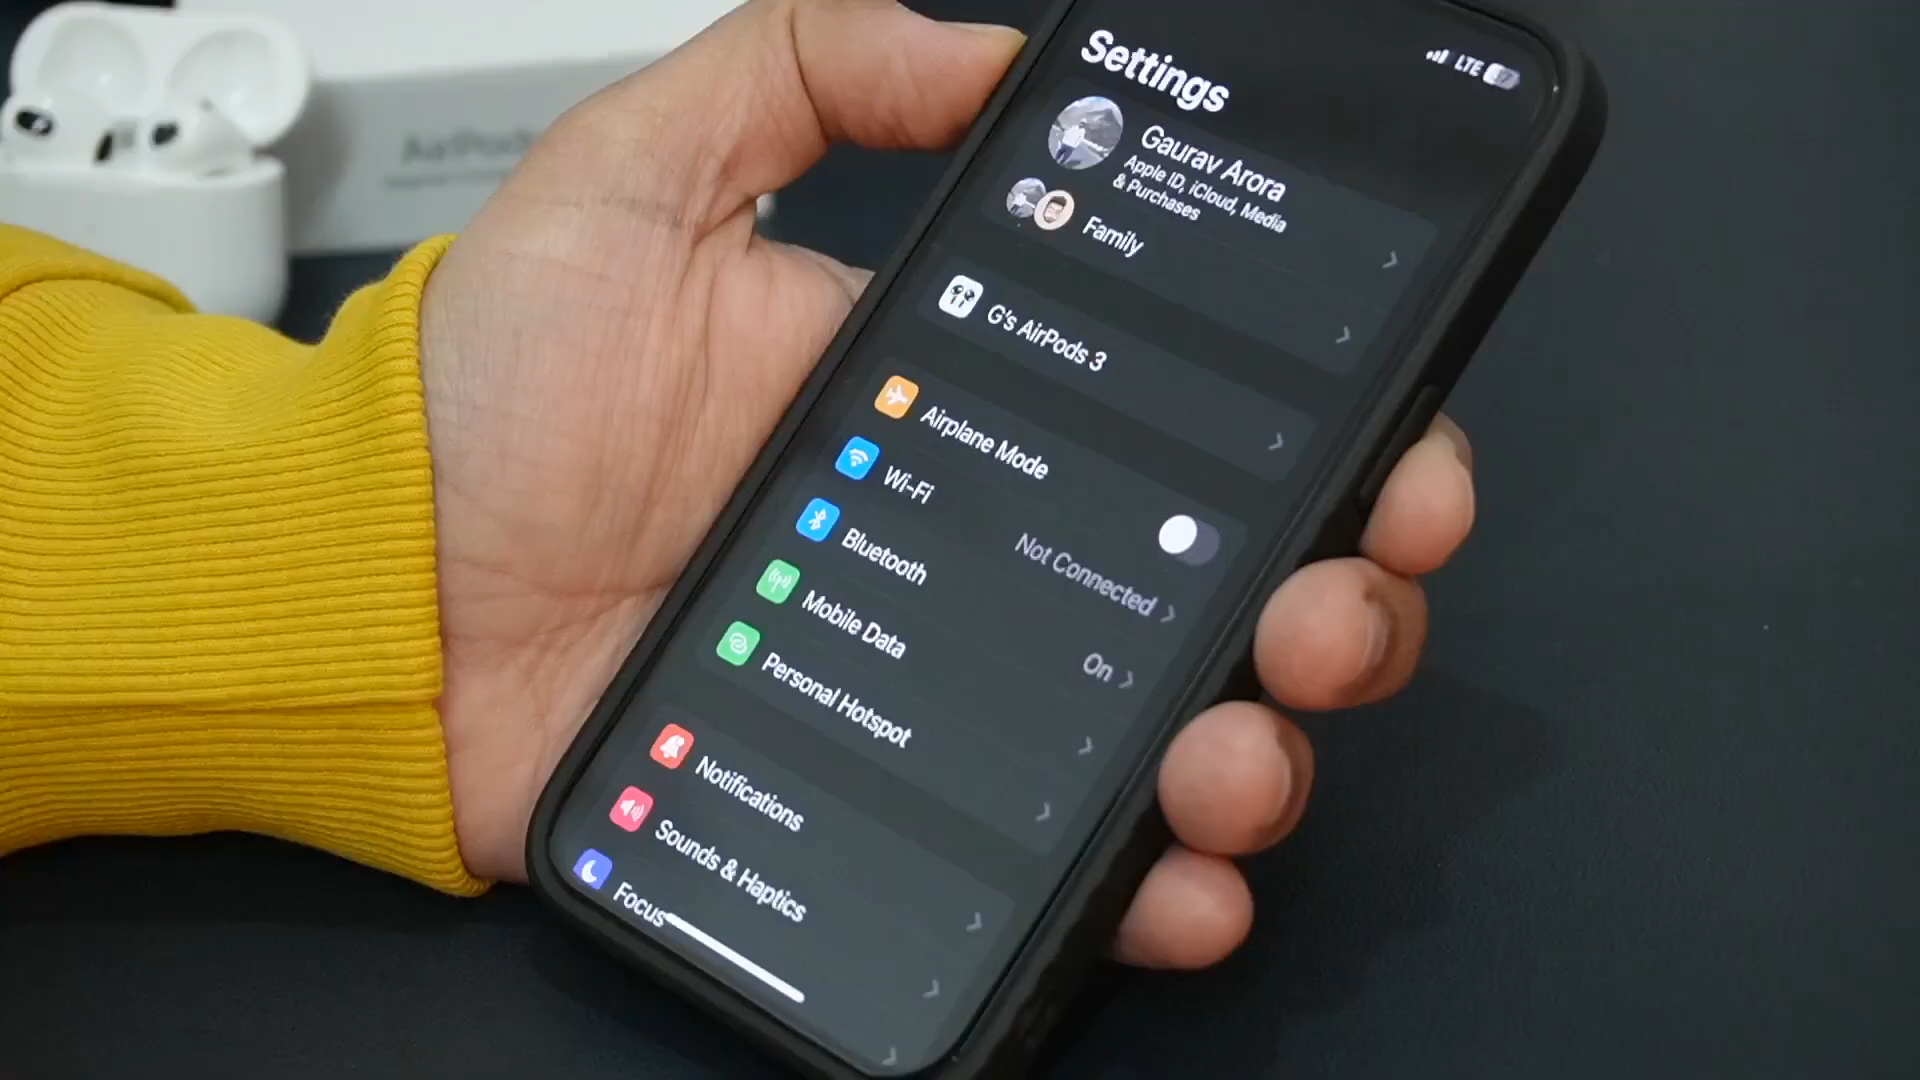 AirPods
Settings
LTE
Gaurav Arora
Apple ID, iCloud, Media
& Purchases
Family
G's AirPods 3
Airplane Mode
Wi-Fi
Not Connected
Bluetooth
On
Mobile Data
Personal Hotspot
Notifications
Sounds & Haptics
Focus